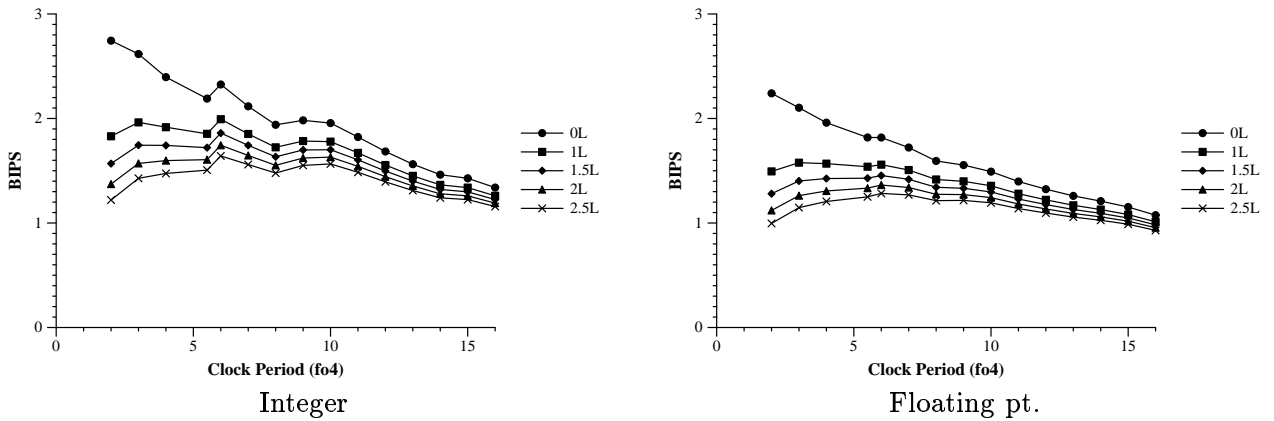 3
2
1
0
BIPS
0
5
10
15
Clock Period (fo4)
0L
1L
1.5L
2L
2.5L
Integer
3
2
1
0
BIPS
0
5
10
15
Clock Period (fo4)
0L
1L
1.5L
2L
2.5L
Floating pt.